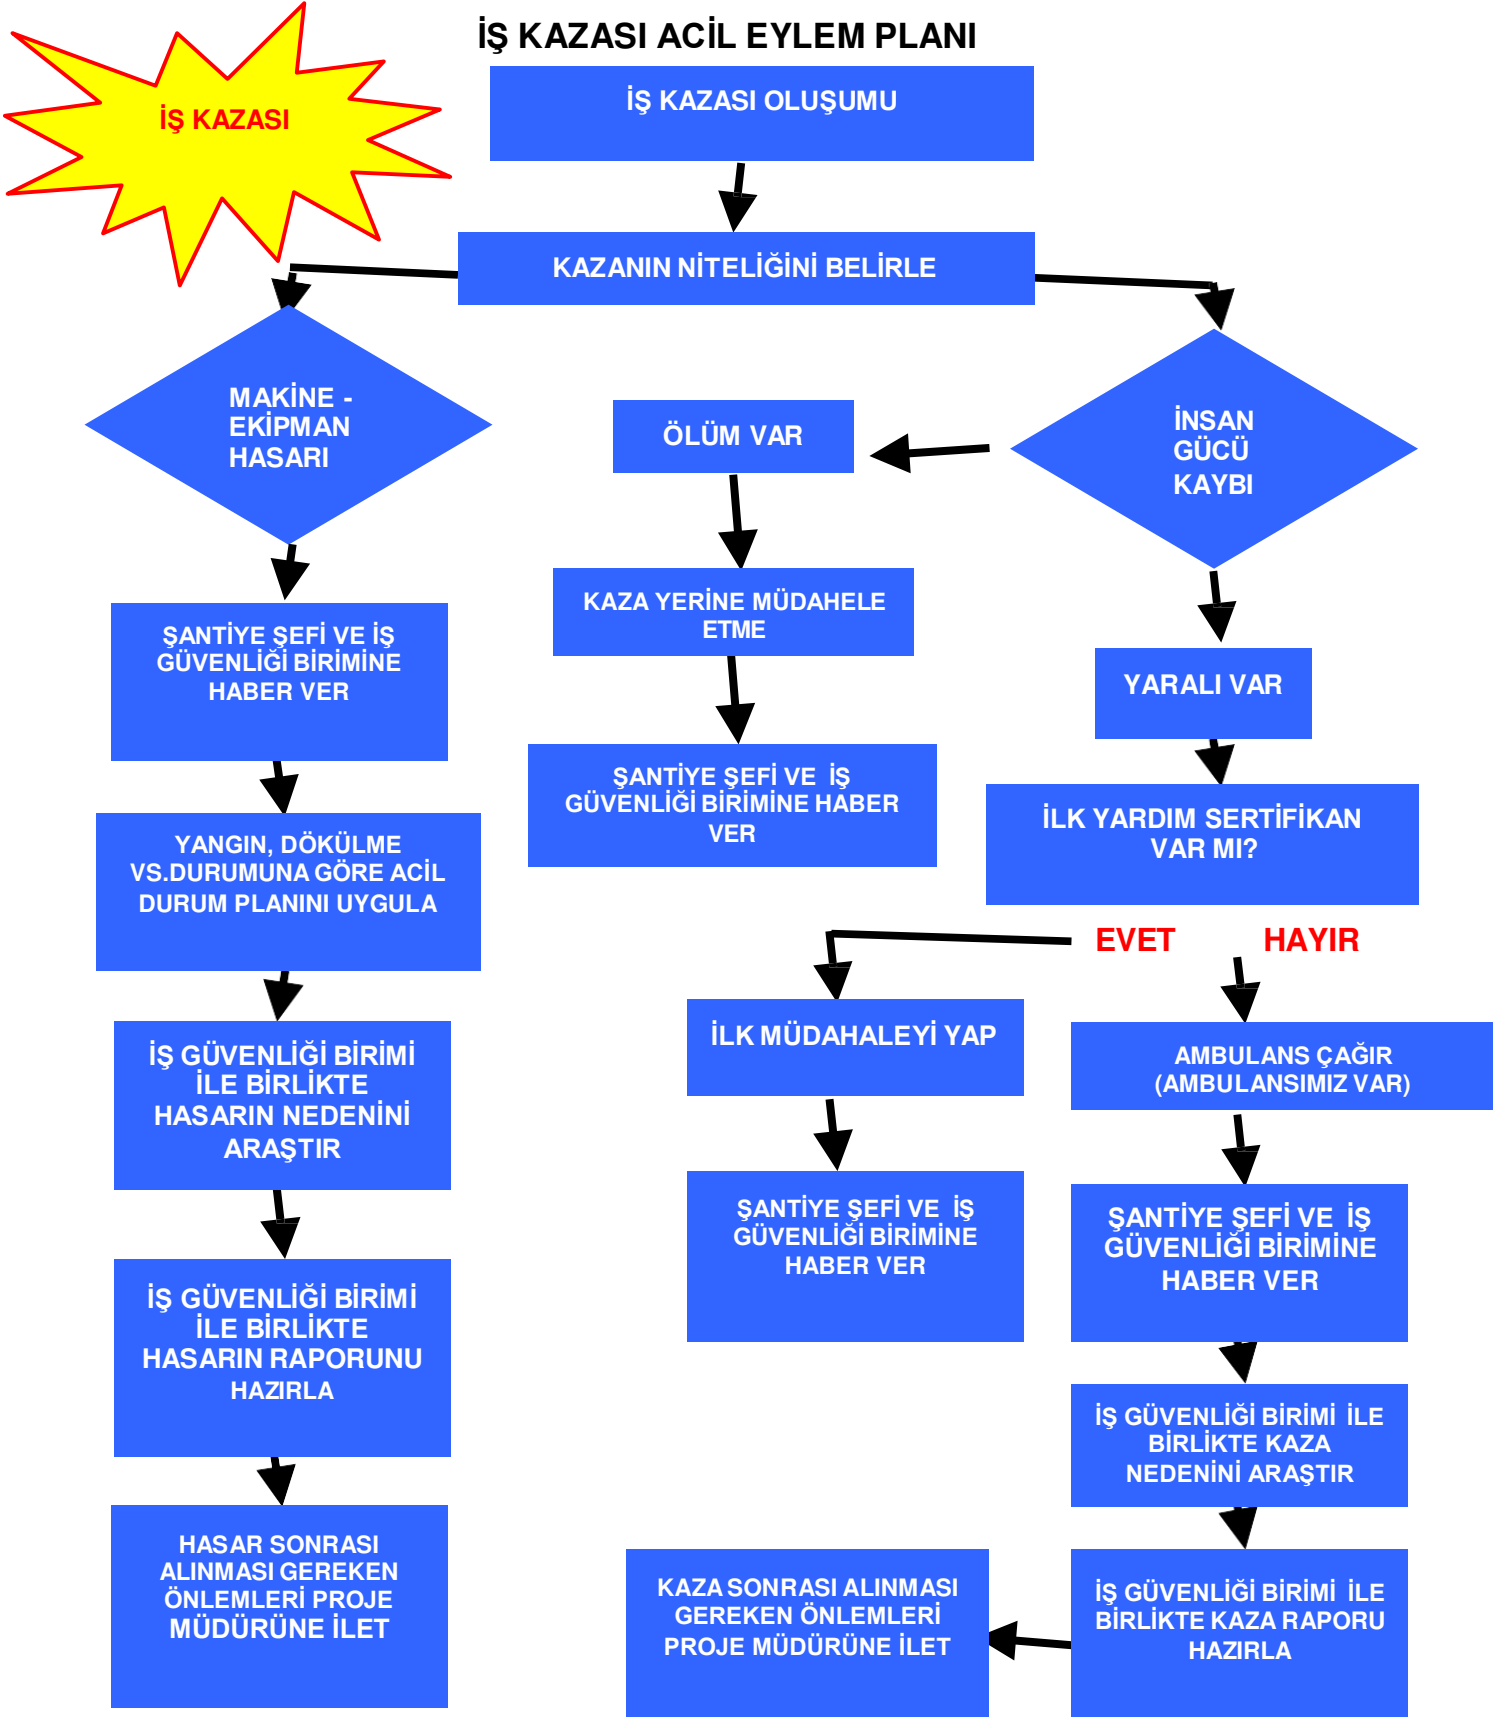 İŞ KAZASI ACİL EYLEM PLANI
İŞ KAZASI
İŞ KAZASI OLUŞUMU
KAZANIN NİTELİĞİNİ BELİRLE
MAKİNE -
EKİPMAN
HASARI
ŞANTİYE ŞEFİ VE İŞ
GÜVENLİĞİ BİRİMİNE
HABER VER
YANGIN, DÖKÜLME
VS.DURUMUNA GÖRE ACİL
DURUM PLANINI UYGULA
İŞ GÜVENLİĞİ BİRİMİ
İLE BİRLİKTE
HASARIN NEDENİNİ
ARAŞTIR
İŞ GÜVENLİĞİ BİRİMİ
İLE BİRLİKTE
HASARIN RAPORUNU
HAZIRLA
HASAR SONRASI
ALINMASI GEREKEN
ÖNLEMLERİ PROJE
MÜDÜRÜNE İLET
İNSAN
GÜCÜ
KAYBI
ÖLÜM VAR
KAZA YERİNE MÜDAHELE
ETME
ŞANTİYE ŞEFİ VE İŞ
GÜVENLİĞİ BİRİMİNE HABER
VER
YARALI VAR
İLK YARDIM SERTİFİKAN
VAR MI?
EVET
HAYIR
İLK MÜDAHALEYİ YAP
ŞANTİYE ŞEFİ VE İŞ
GÜVENLİĞİ BİRİMİNE
HABER VER
AMBULANS ÇAĞIR
(AMBULANSIMIZ VAR)
ŞANTİYE ŞEFİ VE İŞ
GÜVENLİĞİ BİRİMİNE
HABER VER
İŞ GÜVENLİĞİ BİRİMİ İLE
BİRLİKTE KAZA
NEDENİNİ ARAŞTIR
İŞ GÜVENLİĞİ BİRİMİ İLE
BİRLİKTE KAZA RAPORU
HAZIRLA
KAZA SONRASI ALINMASI
GEREKEN ÖNLEMLERİ
PROJE MÜDÜRÜNE İLET